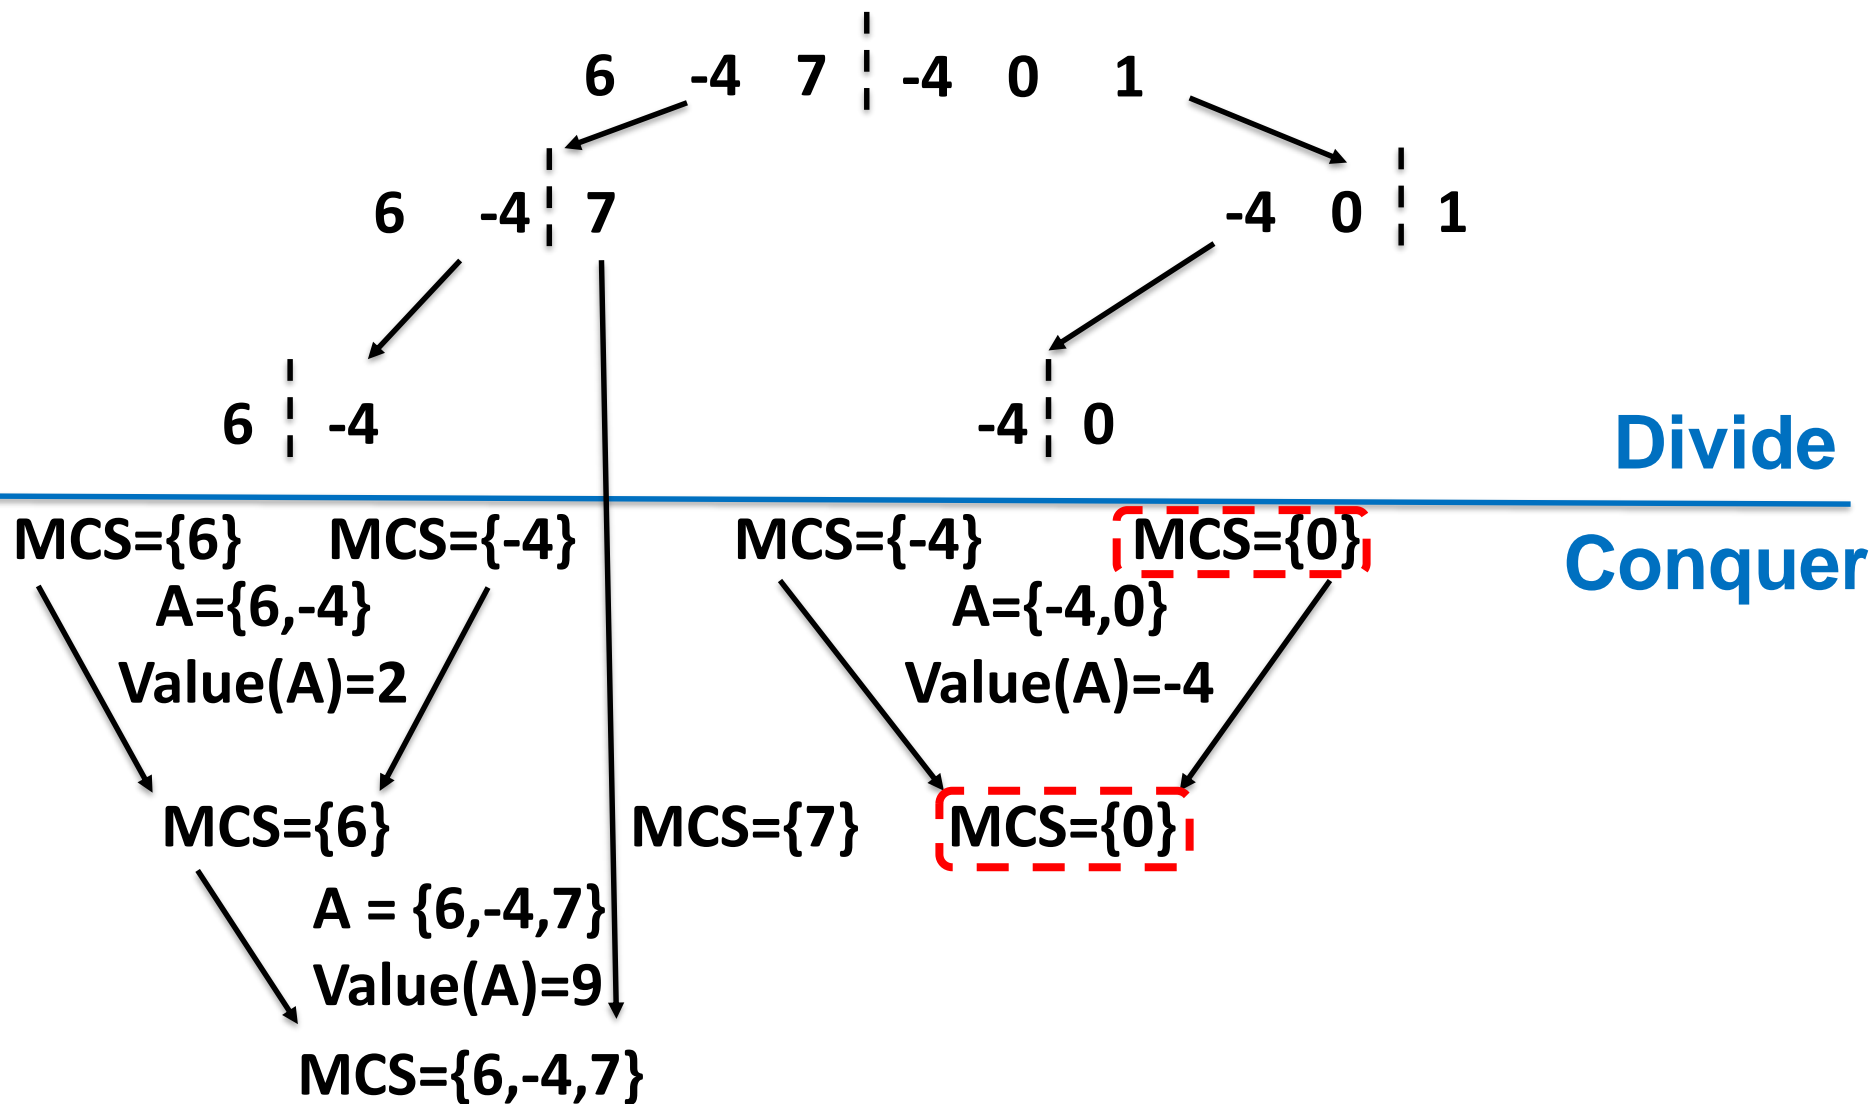 6 -4 7 -4 0 1
6 -4 7 -4 0 1
6 -4 -4 0
Divide
MCS={6} MCS={-4} MCS={-4} MCS={0}
Conquer
A={6,-4} A={-4,0}
Value(A)=2 Value(A)=-4
MCS={6} MCS={7} MCS={0}
A = {6,-4,7}
Value(A)=9
MCS={6,-4,7}